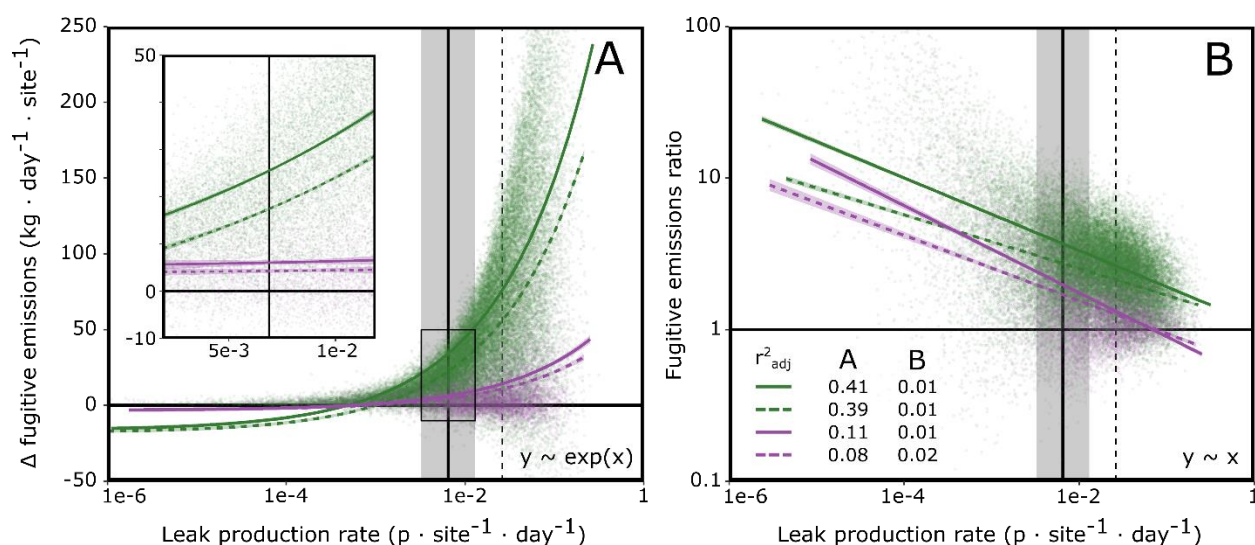 A
Δ fugitive emissions (kg · day⁻¹ · site⁻¹)
250
200
150
100
50
0
-50
50
0
-10
5e-3
1e-2
y ~ exp(x)
1e-6
1e-4
1e-2
1
Leak production rate (p · site⁻¹ · day⁻¹)
B
Fugitive emissions ratio
100
10
1
0.1
r²adj A B
0.41 0.01
0.39 0.01
0.11 0.01
0.08 0.02
y ~ x
1e-6
1e-4
1e-2
1
Leak production rate (p · site⁻¹ · day⁻¹)